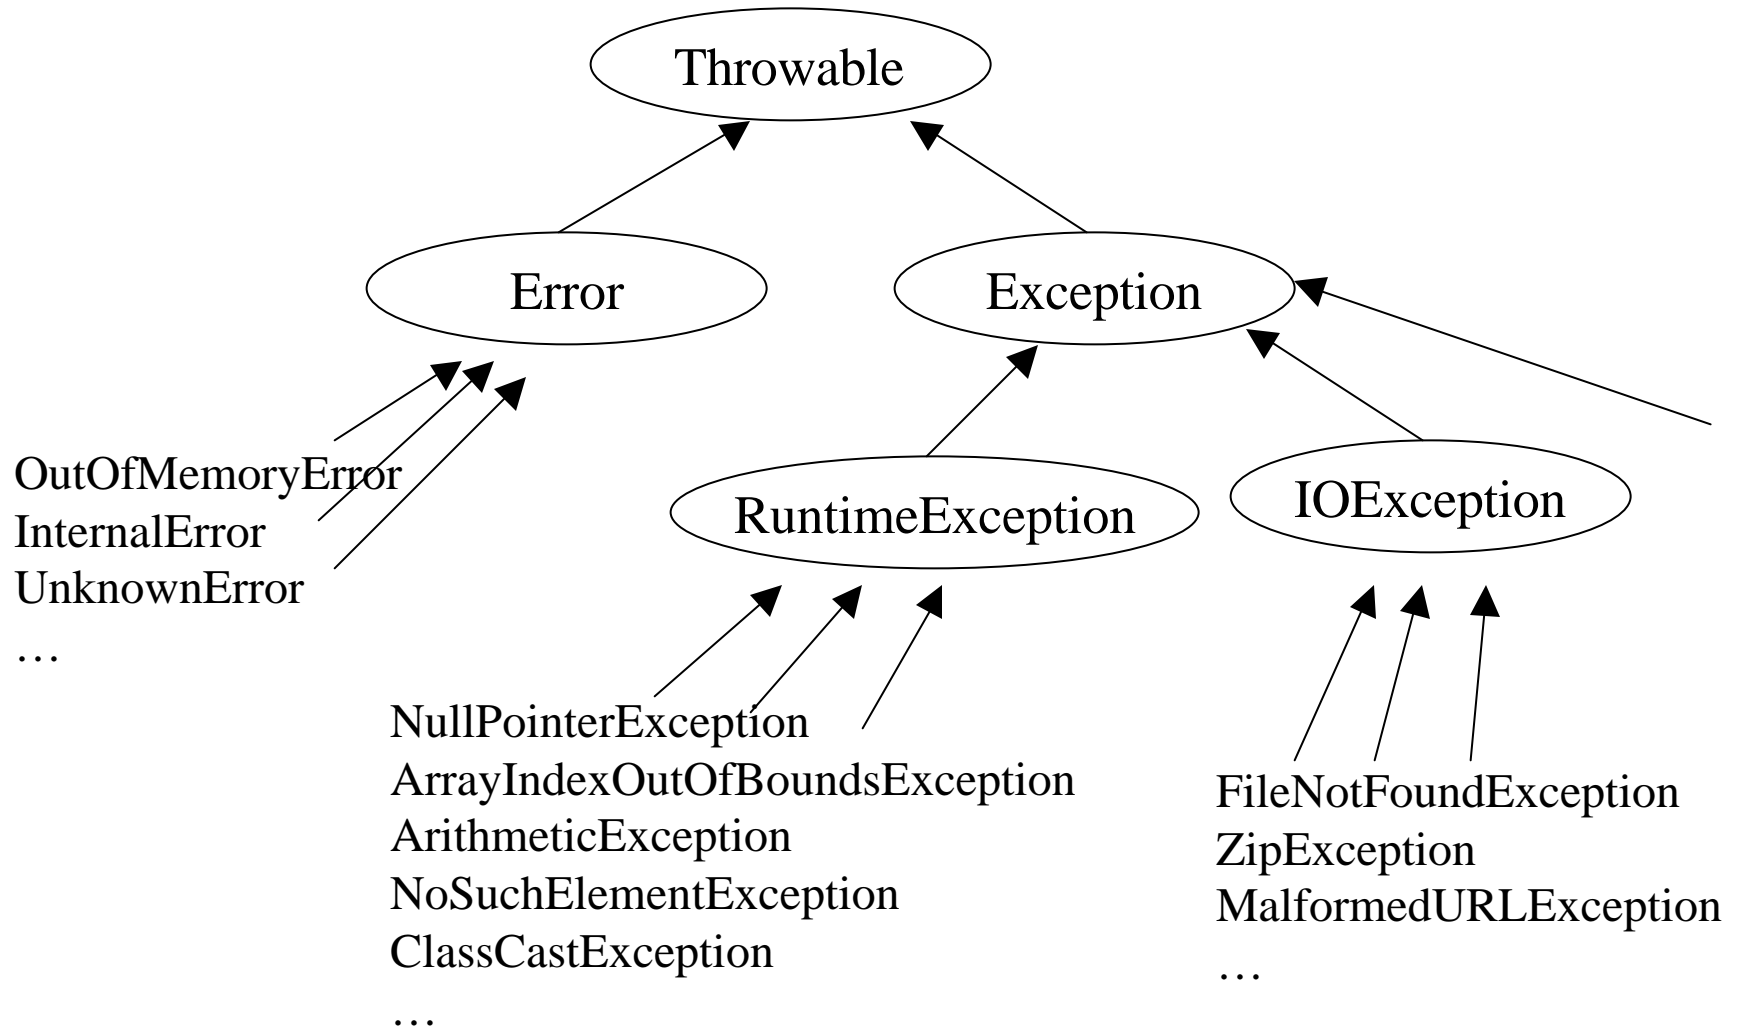 Throwable
Error
Exception
OutOfMemoryError
InternalError
UnknownError
…
RuntimeException
IOException
NullPointerException
ArrayIndexOutOfBoundsException
ArithmeticException
NoSuchElementException
ClassCastException
…
FileNotFoundException
ZipException
MalformedURLException
…